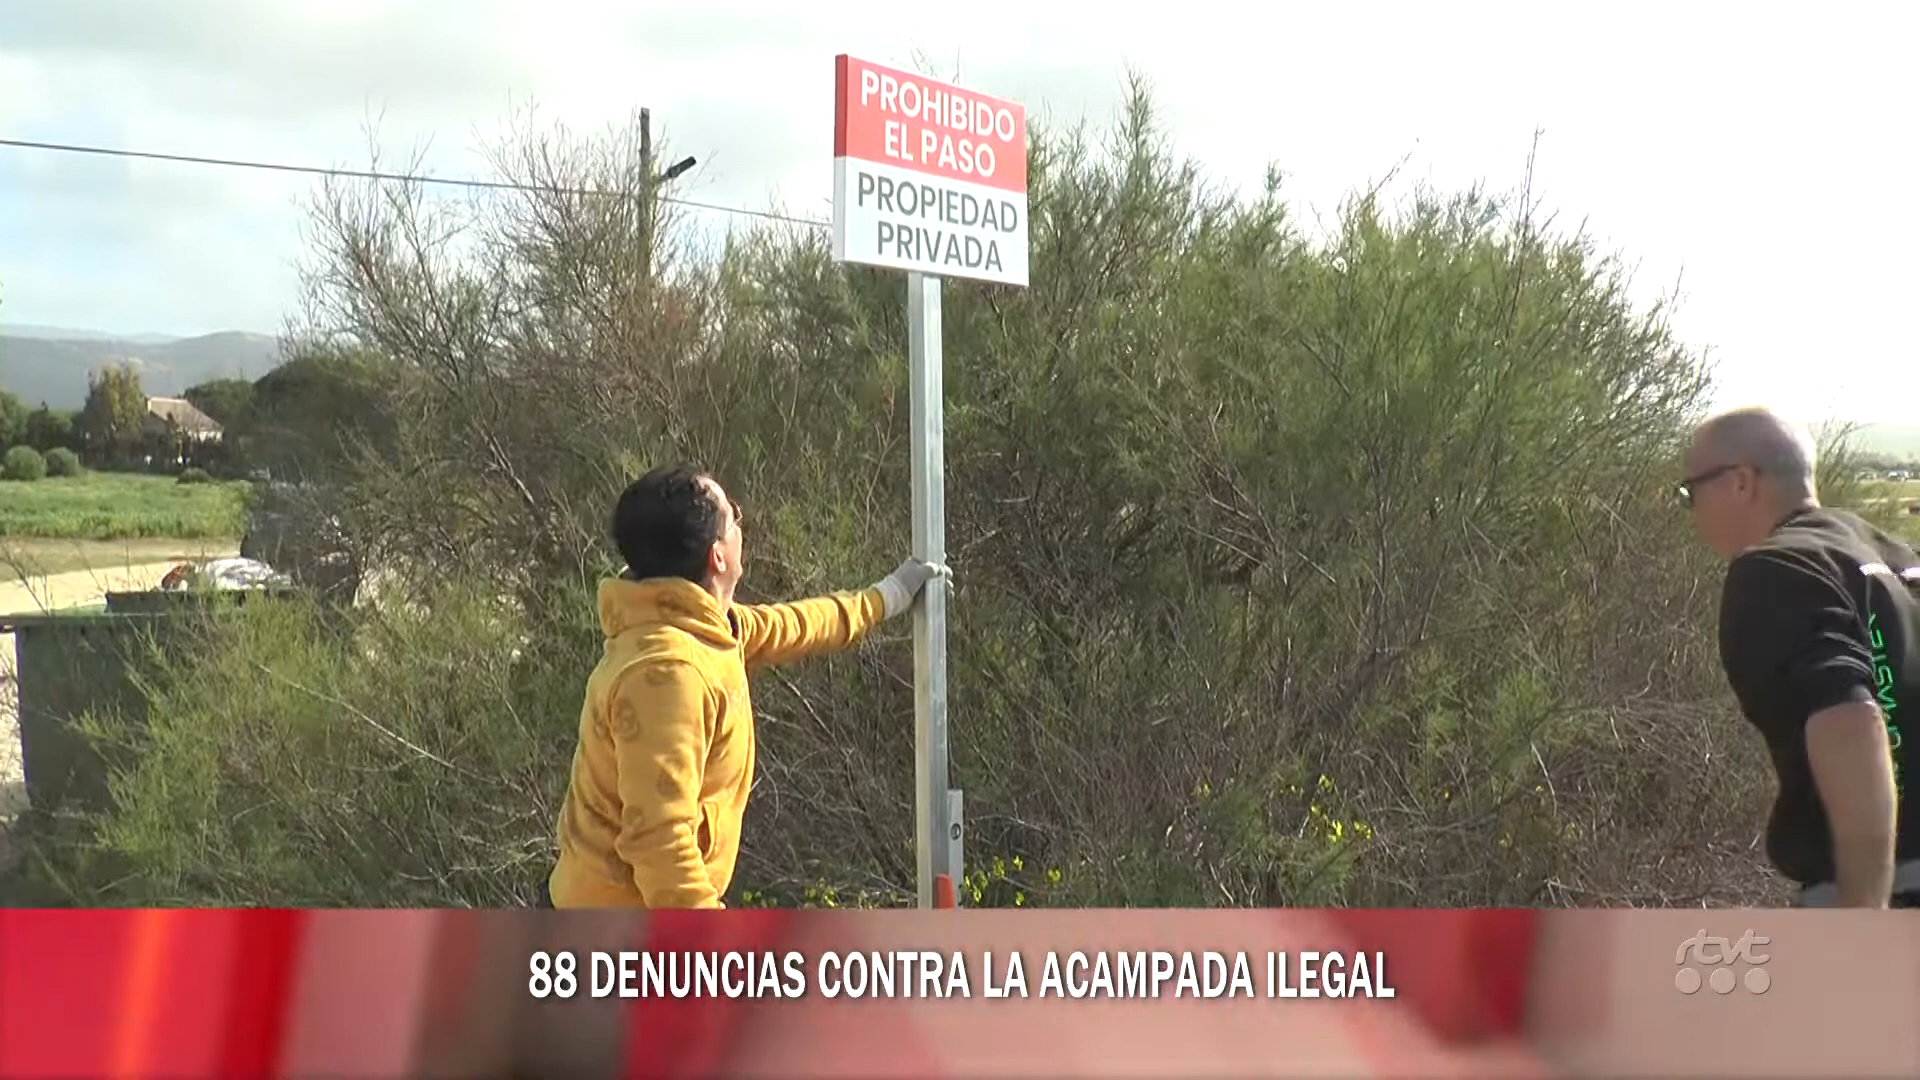 PROHIBIDO
EL PASO
PROPIEDAD
PRIVADA
88 DENUNCIAS CONTRA LA ACAMPADA ILEGAL
rtvt